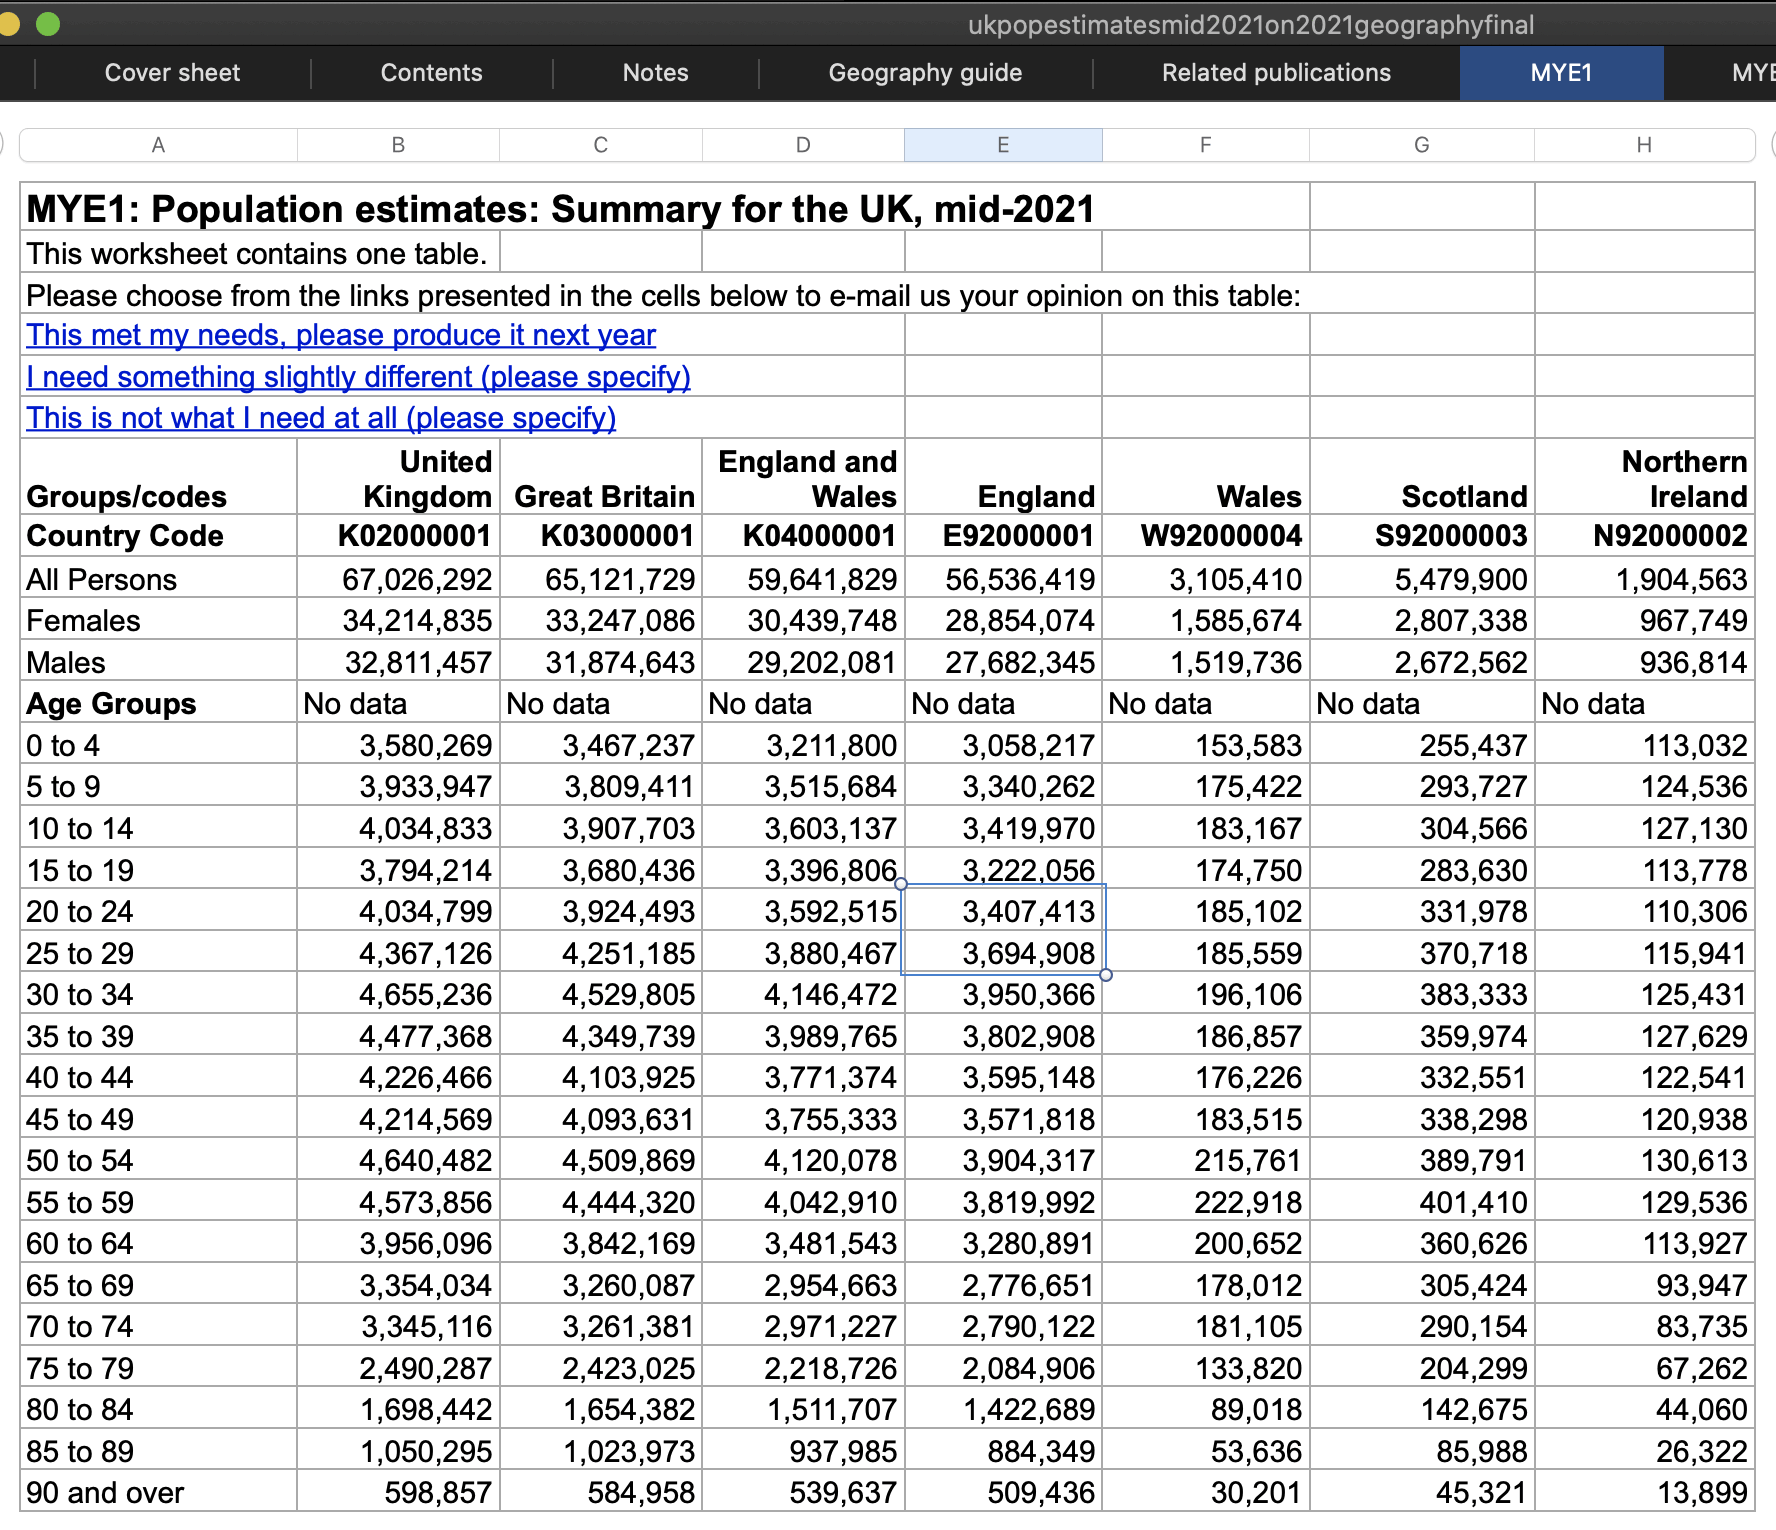 ukpopestimatesmid2021on2021geographyfinal
Cover sheet Contents Notes Geography guide Related publications MYE1 MYE
A B C D E F G H
MYE1: Population estimates: Summary for the UK, mid-2021
This worksheet contains one table.
Please choose from the links presented in the cells below to e-mail us your opinion on this table:
This met my needs, please produce it next year
I need something slightly different (please specify)
This is not what I need at all (please specify)
Groups/codes United Kingdom Great Britain England and Wales England Wales Scotland Northern Ireland
Country Code K02000001 K03000001 K04000001 E92000001 W92000004 S92000003 N92000002
All Persons 67,026,292 65,121,729 59,641,829 56,536,419 3,105,410 5,479,900 1,904,563
Females 34,214,835 33,247,086 30,439,748 28,854,074 1,585,674 2,807,338 967,749
Males 32,811,457 31,874,643 29,202,081 27,682,345 1,519,736 2,672,562 936,814
Age Groups No data No data No data No data No data No data No data
0 to 4 3,580,269 3,467,237 3,211,800 3,058,217 153,583 255,437 113,032
5 to 9 3,933,947 3,809,411 3,515,684 3,340,262 175,422 293,727 124,536
10 to 14 4,034,833 3,907,703 3,603,137 3,419,970 183,167 304,566 127,130
15 to 19 3,794,214 3,680,436 3,396,806 3,222,056 174,750 283,630 113,778
20 to 24 4,034,799 3,924,493 3,592,515 3,407,413 185,102 331,978 110,306
25 to 29 4,367,126 4,251,185 3,880,467 3,694,908 185,559 370,718 115,941
30 to 34 4,655,236 4,529,805 4,146,472 3,950,366 196,106 383,333 125,431
35 to 39 4,477,368 4,349,739 3,989,765 3,802,908 186,857 359,974 127,629
40 to 44 4,226,466 4,103,925 3,771,374 3,595,148 176,226 332,551 122,541
45 to 49 4,214,569 4,093,631 3,755,333 3,571,818 183,515 338,298 120,938
50 to 54 4,640,482 4,509,869 4,120,078 3,904,317 215,761 389,791 130,613
55 to 59 4,573,856 4,444,320 4,042,910 3,819,992 222,918 401,410 129,536
60 to 64 3,956,096 3,842,169 3,481,543 3,280,891 200,652 360,626 113,927
65 to 69 3,354,034 3,260,087 2,954,663 2,776,651 178,012 305,424 93,947
70 to 74 3,345,116 3,261,381 2,971,227 2,790,122 181,105 290,154 83,735
75 to 79 2,490,287 2,423,025 2,218,726 2,084,906 133,820 204,299 67,262
80 to 84 1,698,442 1,654,382 1,511,707 1,422,689 89,018 142,675 44,060
85 to 89 1,050,295 1,023,973 937,985 884,349 53,636 85,988 26,322
90 and over 598,857 584,958 539,637 509,436 30,201 45,321 13,899